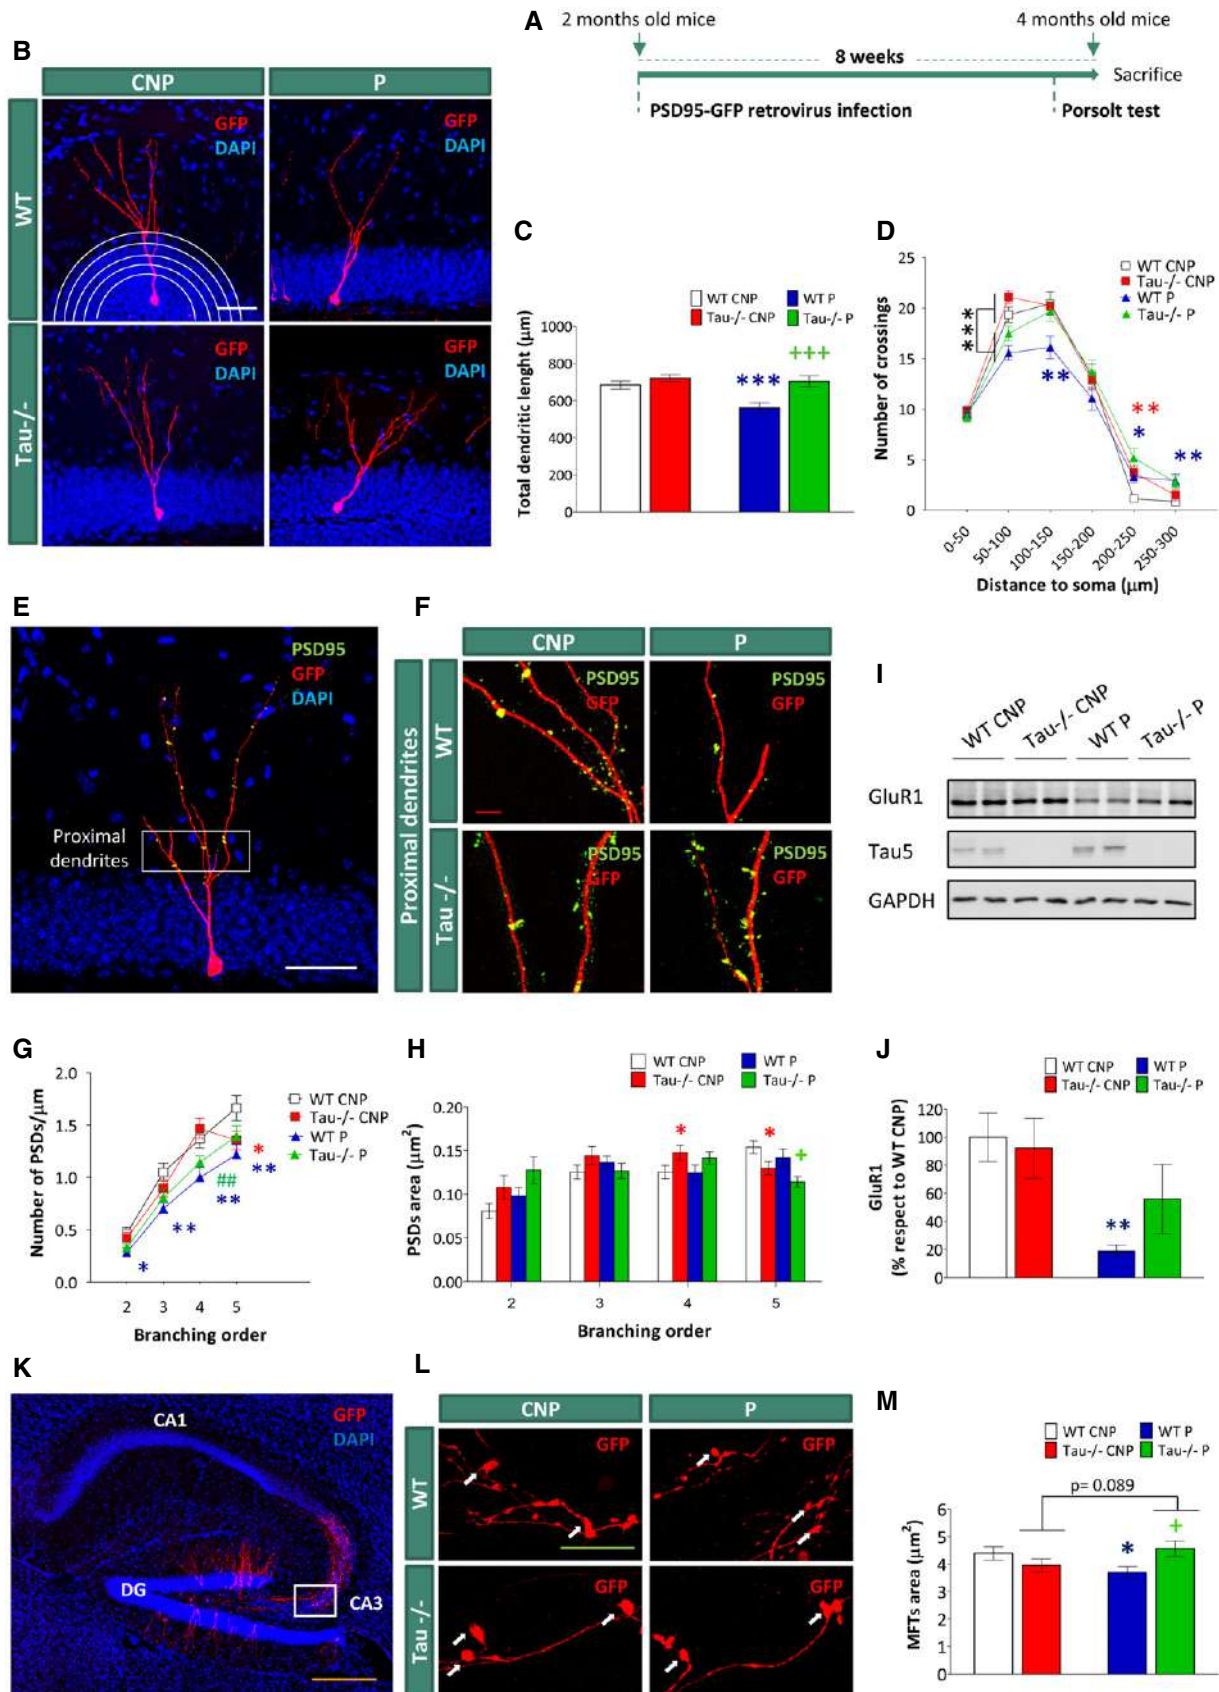 A
2 months old mice
4 months old mice
8 weeks
Sacrifice
PSD95-GFP retrovirus infection
Porsolt test
B
CNP
P
WT
Tau-/-
GFP
DAPI
GFP
DAPI
GFP
DAPI
GFP
DAPI
C
WT CNP
WT P
Tau-/- CNP
Tau-/- P
Total dendritic lenght (µm)
1000
800
600
400
200
0
***
+++
D
WT CNP
Tau-/- CNP
WT P
Tau-/- P
Number of crossings
25
20
15
10
5
0
***
**
**
*
**
0-50
50-100
100-150
150-200
200-250
250-300
Distance to soma (µm)
E
PSD95
GFP
DAPI
Proximal
dendrites
F
CNP
P
Proximal dendrites
WT
Tau -/-
PSD95
GFP
PSD95
GFP
PSD95
GFP
PSD95
GFP
I
WT CNP
Tau-/- CNP
WT P
Tau-/- P
GluR1
Tau5
GAPDH
G
Number of PSDs/µm
2.0
1.5
1.0
0.5
0.0
WT CNP
Tau-/- CNP
WT P
Tau-/- P
*
**
##
**
**
*
2
3
4
5
Branching order
H
WT CNP
WT P
Tau-/- CNP
Tau-/- P
PSDs area (µm²)
0.20
0.15
0.10
0.05
0.00
*
*
+
2
3
4
5
Branching order
J
WT CNP
WT P
Tau-/- CNP
Tau-/- P
GluR1
(% respect to WT CNP)
120
100
80
60
40
20
0
**
K
CA1
GFP
DAPI
DG
CA3
L
CNP
P
WT
Tau -/-
GFP
GFP
GFP
GFP
M
WT CNP
WT P
Tau-/- CNP
Tau-/- P
p= 0.089
MFTs area (µm²)
6
5
4
3
2
1
0
*
+